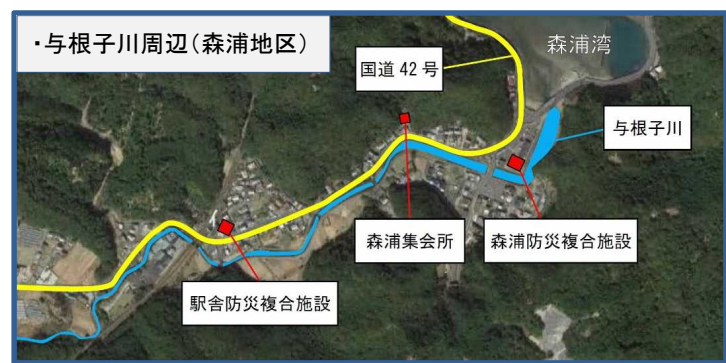 ・与根子川周辺（森浦地区）
森浦湾
国道 42 号
与根子川
森浦集会所
森浦防災複合施設
駅舎防災複合施設